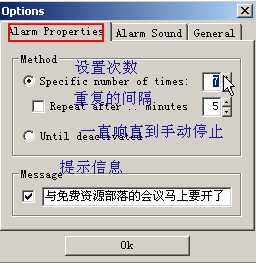 Options
Alarm Properties Alarm Sound General
Method
设置次数
Specific number of times: 7
重复的间隔
Repeat after .. minutes 5
Until deactivated
一直响直到手动停止
提示信息
Message
与免费资源部落的会议马上要开了
Ok